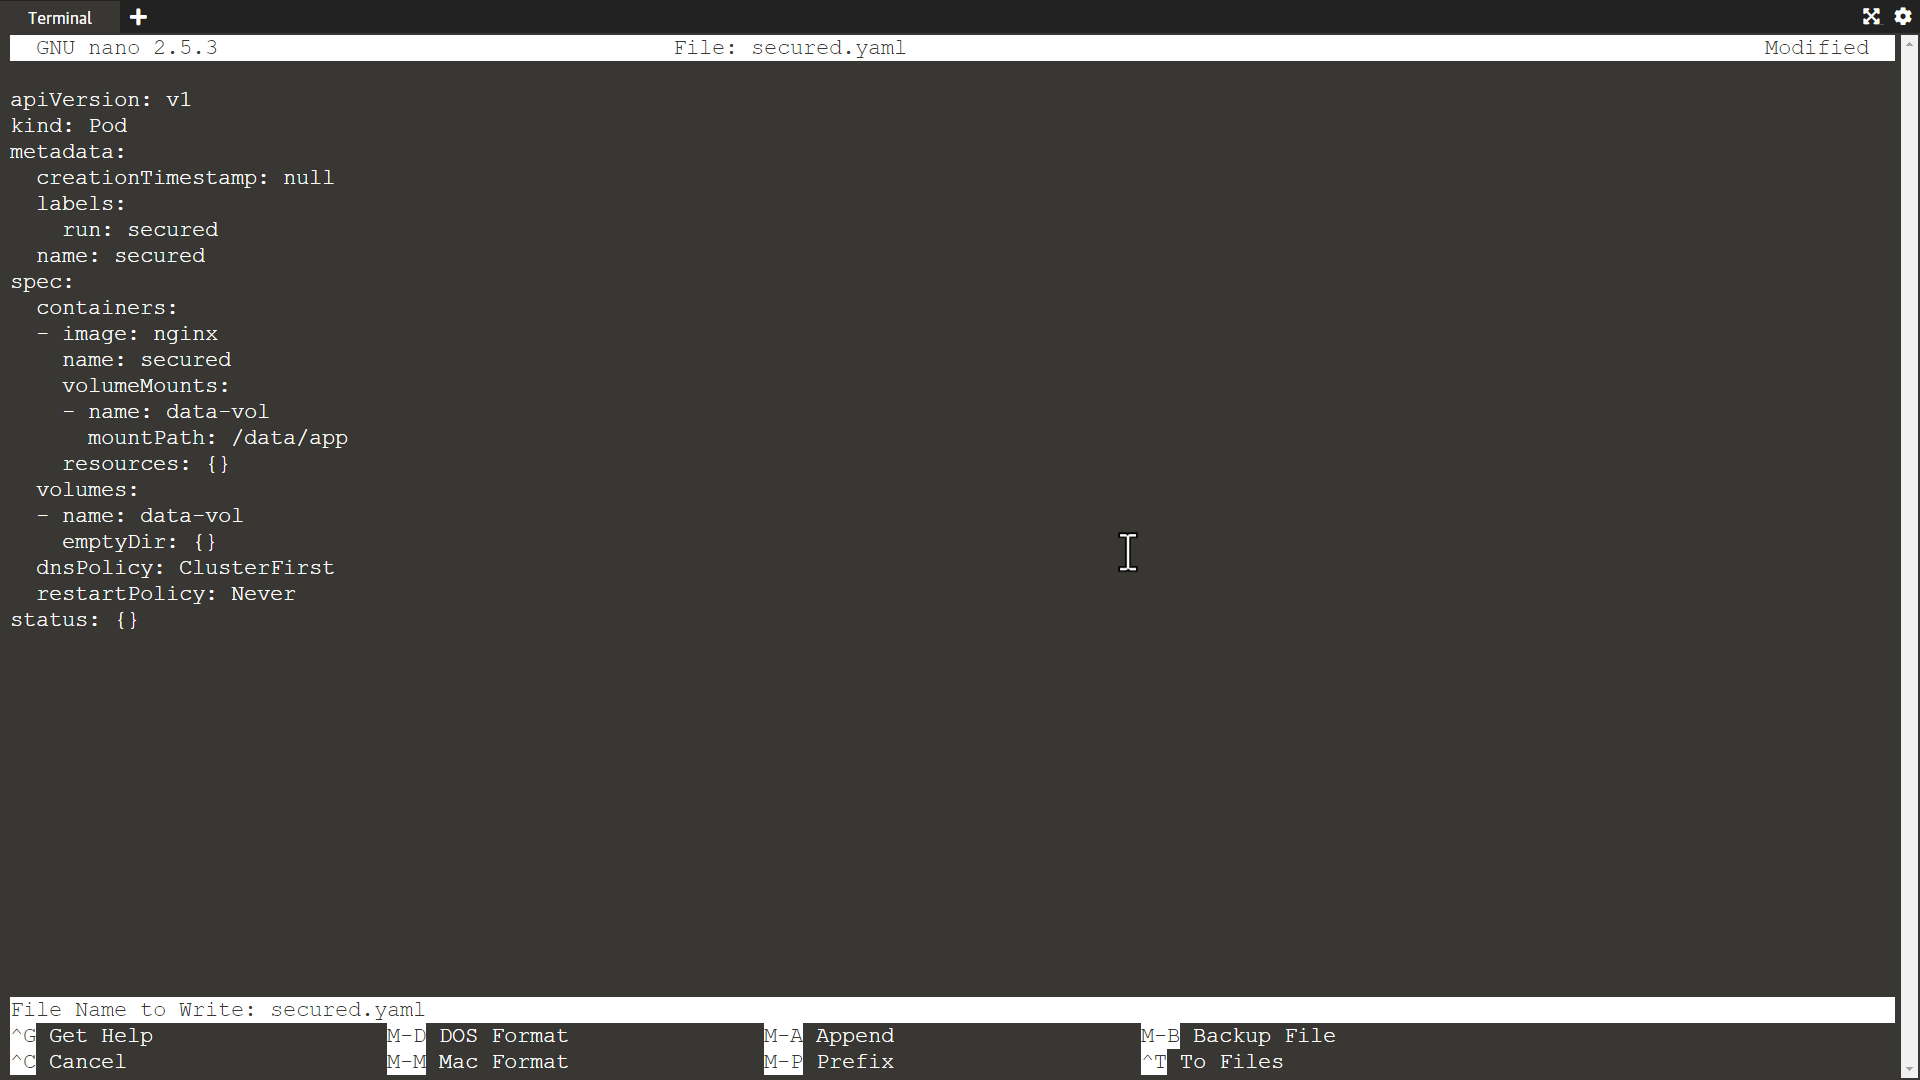 Terminal
GNU nano 2.5.3 File: secured.yaml Modified
apiVersion: v1
kind: Pod
metadata:
  creationTimestamp: null
  labels:
    run: secured
  name: secured
spec:
  containers:
  - image: nginx
    name: secured
    volumeMounts:
    - name: data-vol
      mountPath: /data/app
    resources: {}
  volumes:
  - name: data-vol
    emptyDir: {}
  dnsPolicy: ClusterFirst
  restartPolicy: Never
status: {}
File Name to Write: secured.yaml
^G Get Help M-D DOS Format M-A Append M-B Backup File
^C Cancel M-M Mac Format M-P Prefix ^T To Files